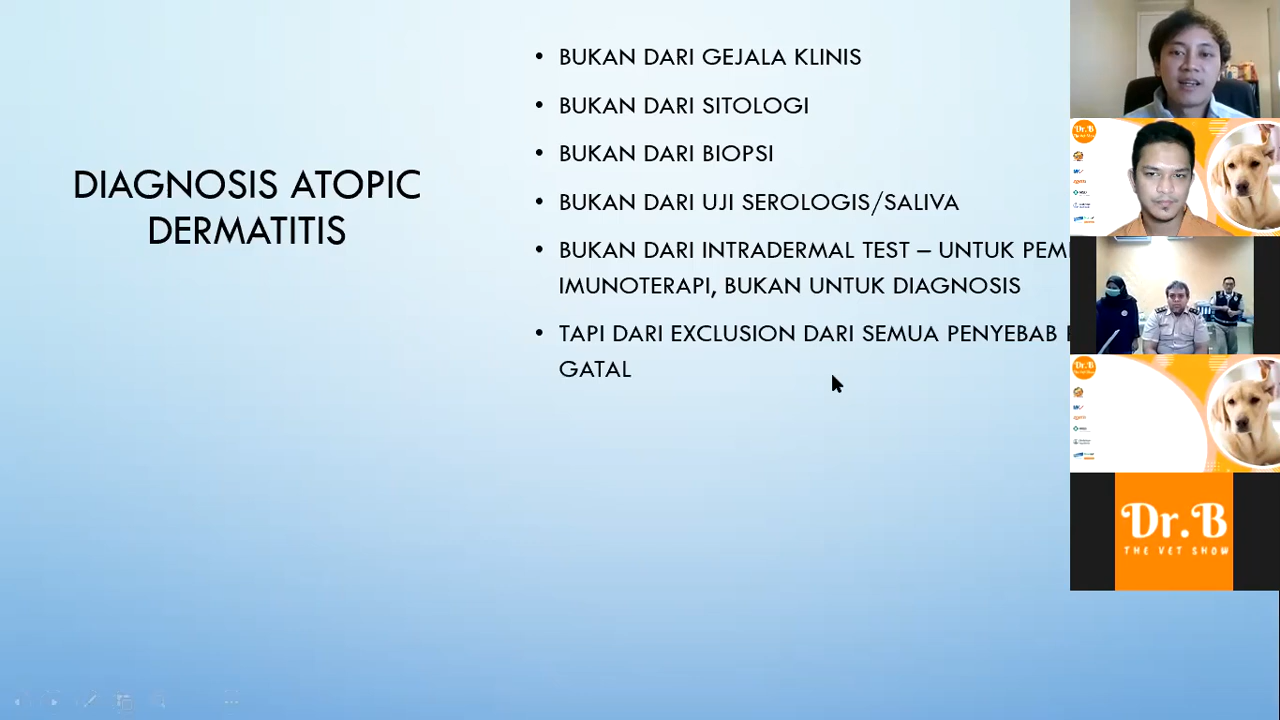 DIAGNOSIS ATOPIC
DERMATITIS
• BUKAN DARI GEJALA KLINIS
• BUKAN DARI SITOLOGI
• BUKAN DARI BIOPSI
• BUKAN DARI UJI SEROLOGIS/SALIVA
• BUKAN DARI INTRADERMAL TEST – UNTUK
IMUNOTERAPI, BUKAN UNTUK DIAGNOSIS
• TAPI DARI EXCLUSION DARI SEMUA PENYEBAB
GATAL
Dr.B
Dr.B
Dr.B
THE VET SHOW